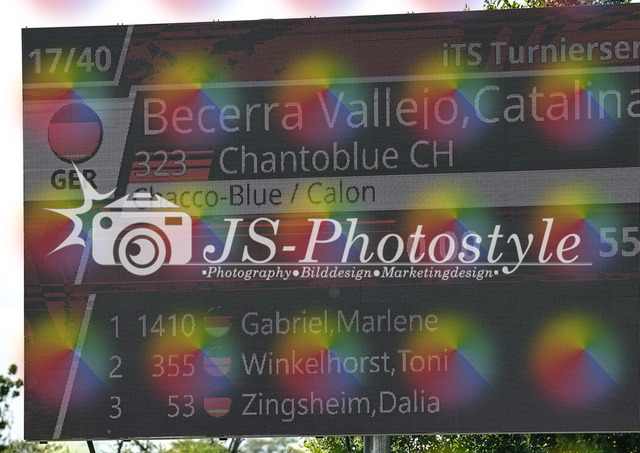 17/40
iTS Turnierser
Becerra Vallejo,Catalina
GER
323 Chantoblue CH
Chacco-Blue / Calon
55
JS-Photostyle
•Photography•Bilddesign•Marketingdesign•
1 1410 Gabriel,Marlene
2 355 Winkelhorst,Toni
3 53 Zingsheim,Dalia